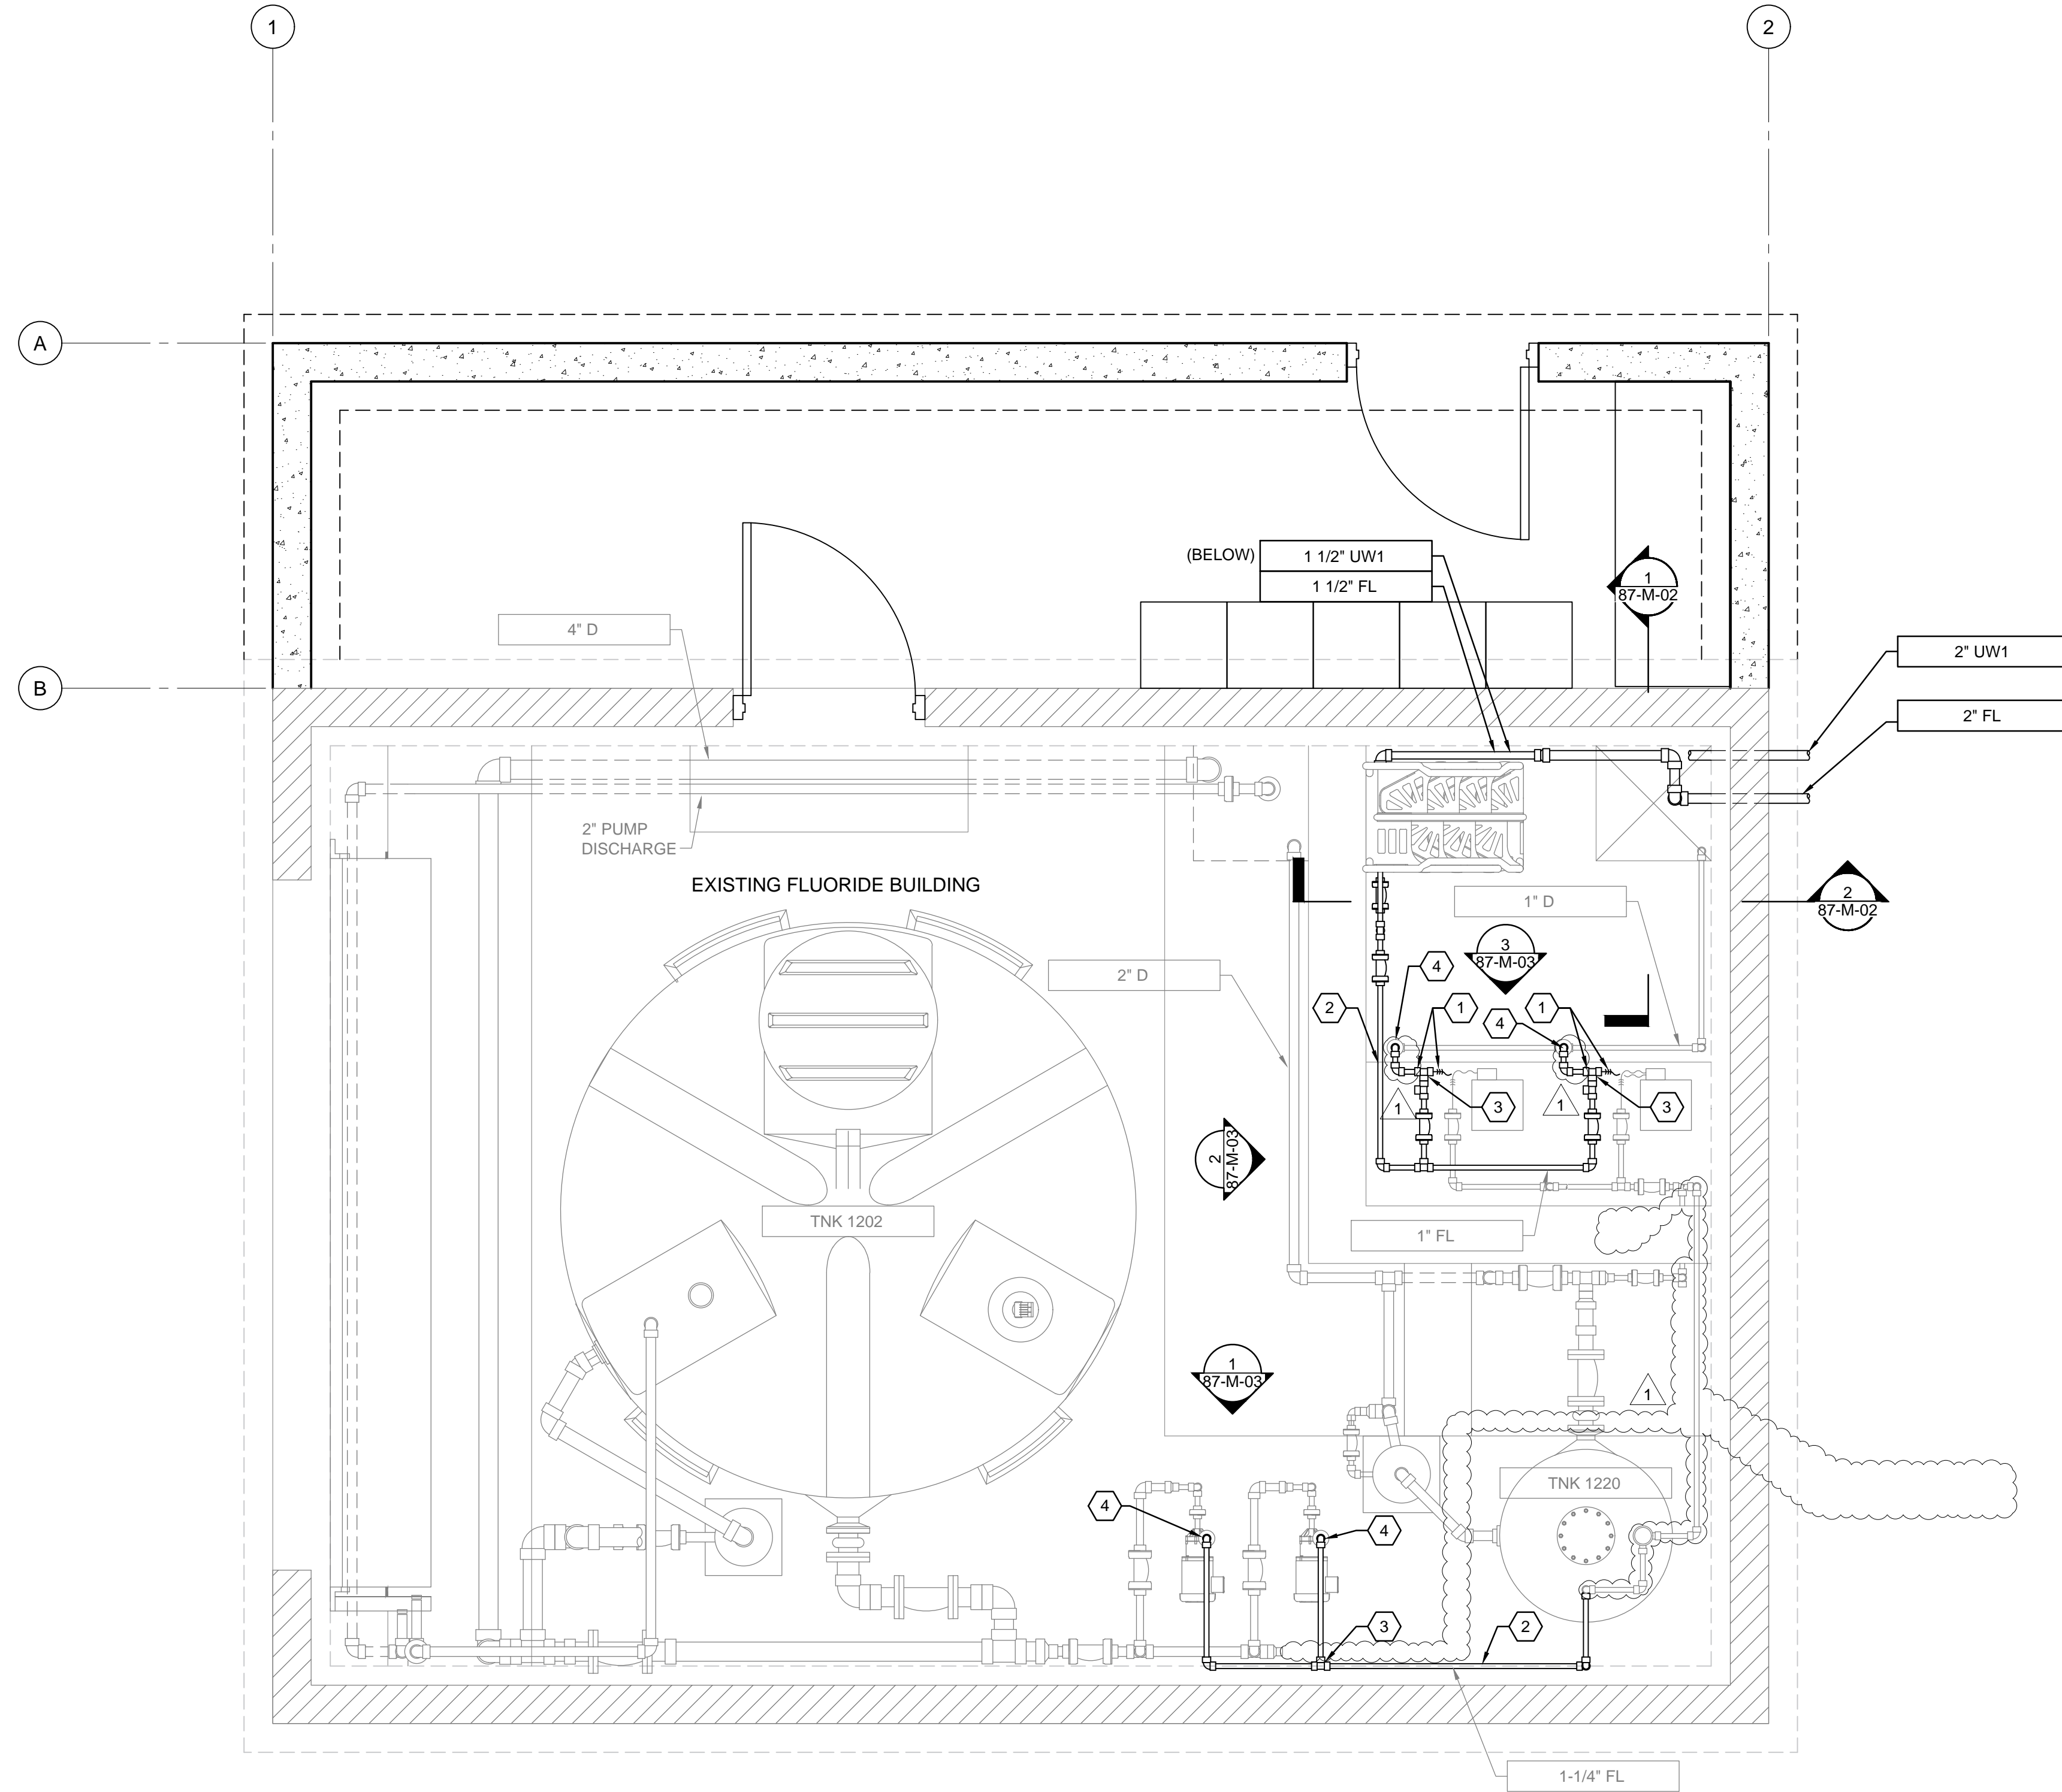 1
2
A
(BELOW)
1 1/2" UW1
1 1/2" FL
1
87-M-02
4" D
2" UW1
B
2" FL
2" PUMP
DISCHARGE
EXISTING FLUORIDE BUILDING
1" D
2
87-M-02
3
87-M-03
2" D
4
2
1
1
4
1
3
1
3
2
87-M-03
TNK 1202
1" FL
1
87-M-03
1
TNK 1220
4
4
3
2
1-1/4" FL